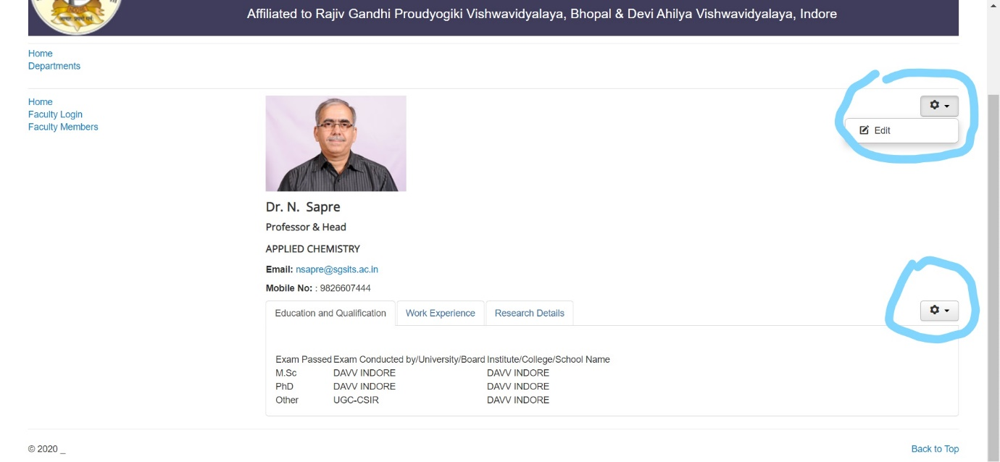 Affiliated to Rajiv Gandhi Proudyogiki Vishwavidyalaya, Bhopal & Devi Ahilya Vishwavidyalaya, Indore
Home
Departments
Home
Faculty Login
Faculty Members
Edit
Dr. N. Sapre
Professor & Head
APPLIED CHEMISTRY
Email: nsapre@sgsits.ac.in
Mobile No: : 9826607444
Education and Qualification Work Experience Research Details
Exam Passed Exam Conducted by/University/Board Institute/College/School Name
M.Sc DAVV INDORE DAVV INDORE
PhD DAVV INDORE DAVV INDORE
Other UGC-CSIR DAVV INDORE
© 2020 _ Back to Top